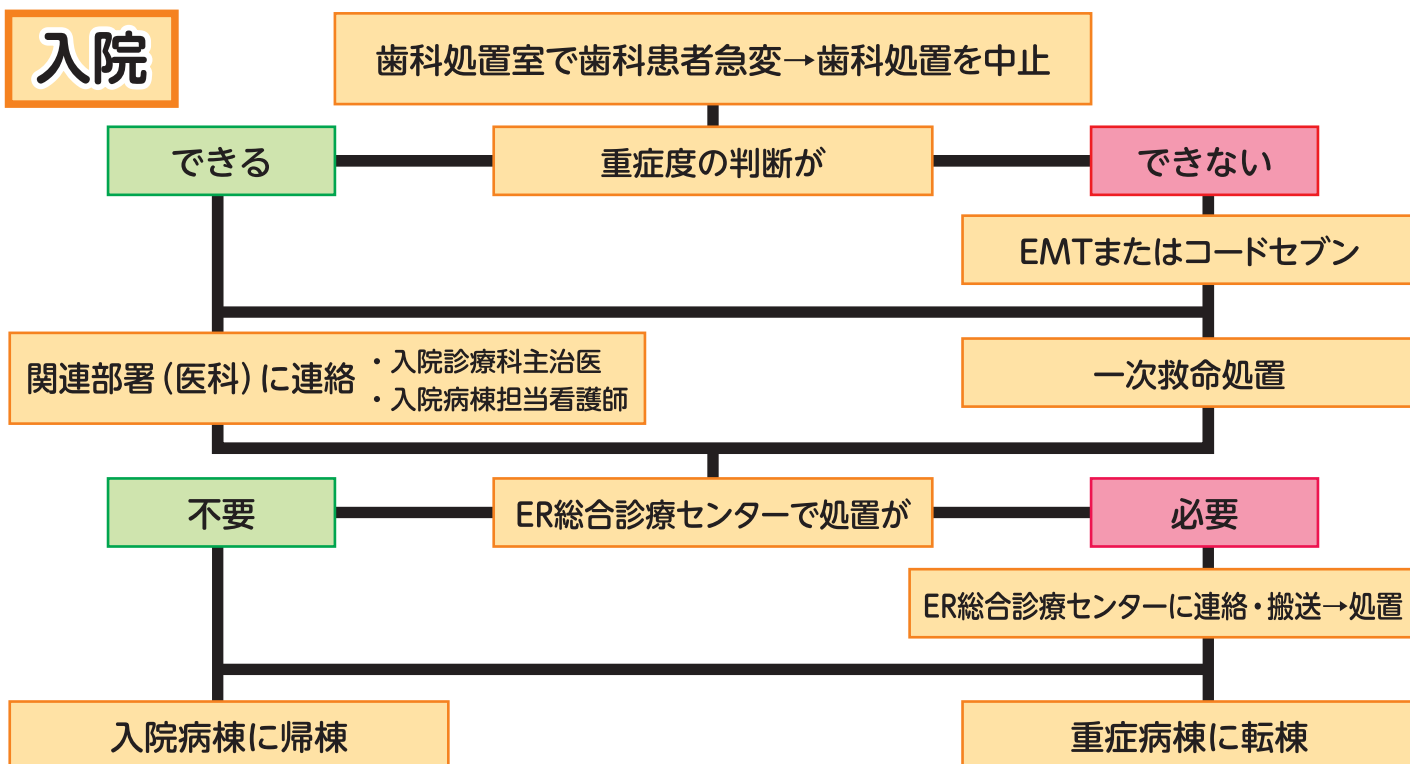 入院
歯科処置室で歯科患者急変→歯科処置を中止
できる
重症度の判断が
できない
EMTまたはコードセブン
関連部署（医科）に連絡
・入院診療科主治医
・入院病棟担当看護師
一次救命処置
不要
ER総合診療センターで処置が
必要
ER総合診療センターに連絡・搬送→処置
入院病棟に帰棟
重症病棟に転棟